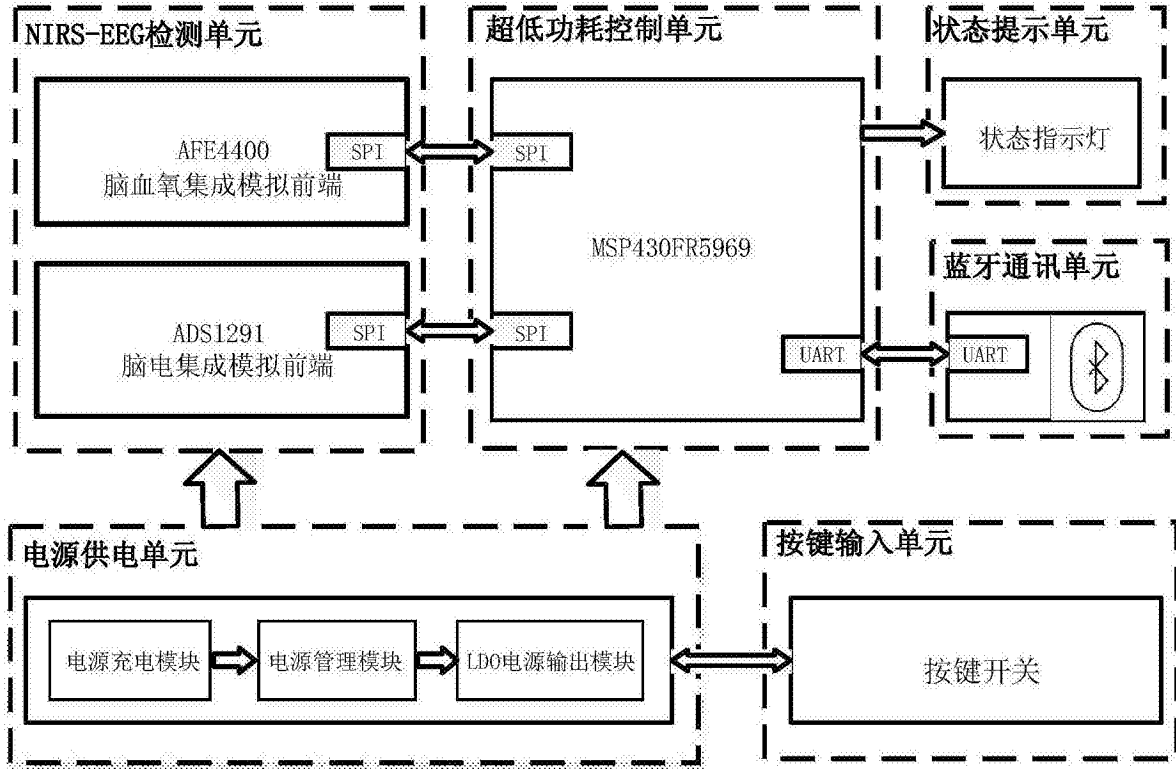 NIRS-EEG检测单元
AFE4400
脑血氧集成模拟前端
SPI
ADS1291
脑电集成模拟前端
SPI
超低功耗控制单元
SPI
MSP430FR5969
SPI
UART
状态提示单元
状态指示灯
蓝牙通讯单元
UART
电源供电单元
电源充电模块
电源管理模块
LDO电源输出模块
按键输入单元
按键开关